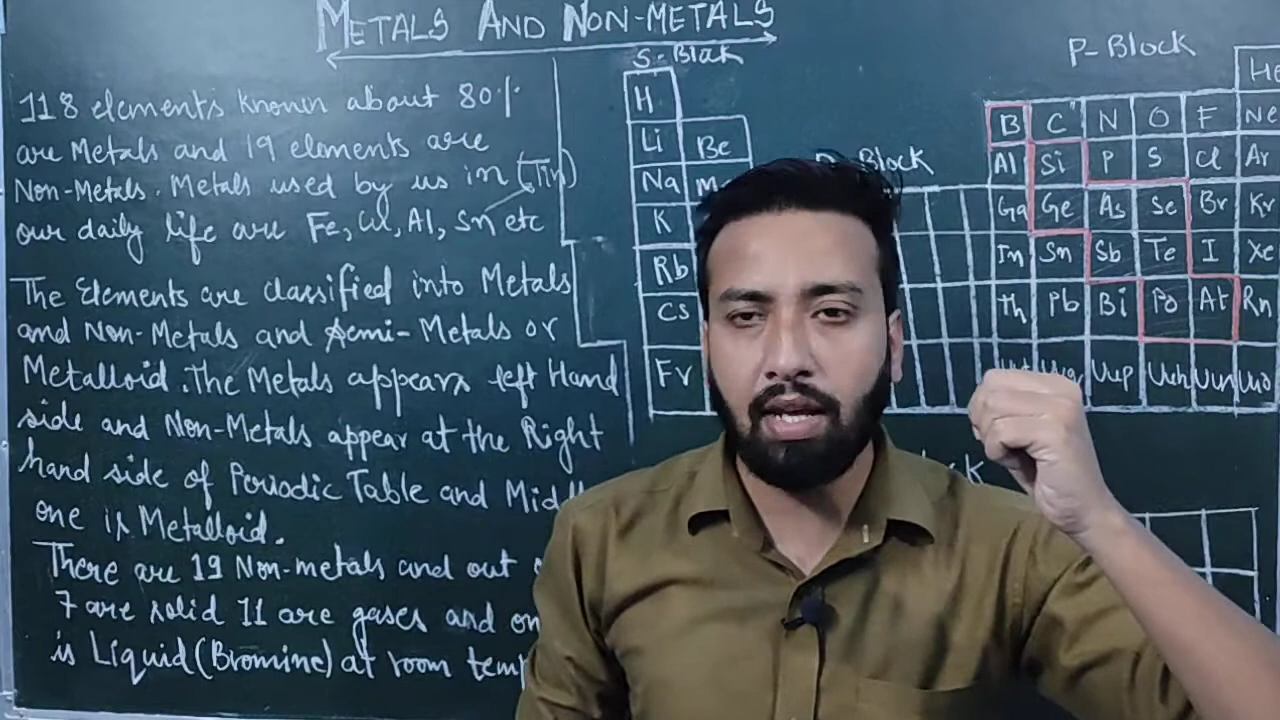 METALS AND NON-METALS
118 elements known about 80%
are Metals and 19 elements are
Non-Metals. Metals used by us in (Tin)
our daily life are Fe, Cu, Al, Sn etc
The Elements are classified into Metals
and Non-Metals and Semi-Metals or
Metalloid. The Metals appears left Hand
side and Non-Metals appear at the Right
hand side of Periodic Table and Middl
one is Metalloid.
There are 19 Non-metals and out
7 are solid 11 are gases and on
is Liquid (Bromine) at room temp
S-Block
H
Li Be
Na M
K
Rb
Cs
Fr
Block
P-Block
He
B C N O F Ne
Al Si P S Cl Ar
Ga Ge As Se Br Kr
In Sn Sb Te I Xe
Th Pb Bi Po At Rn
Uup Uuh Uuo